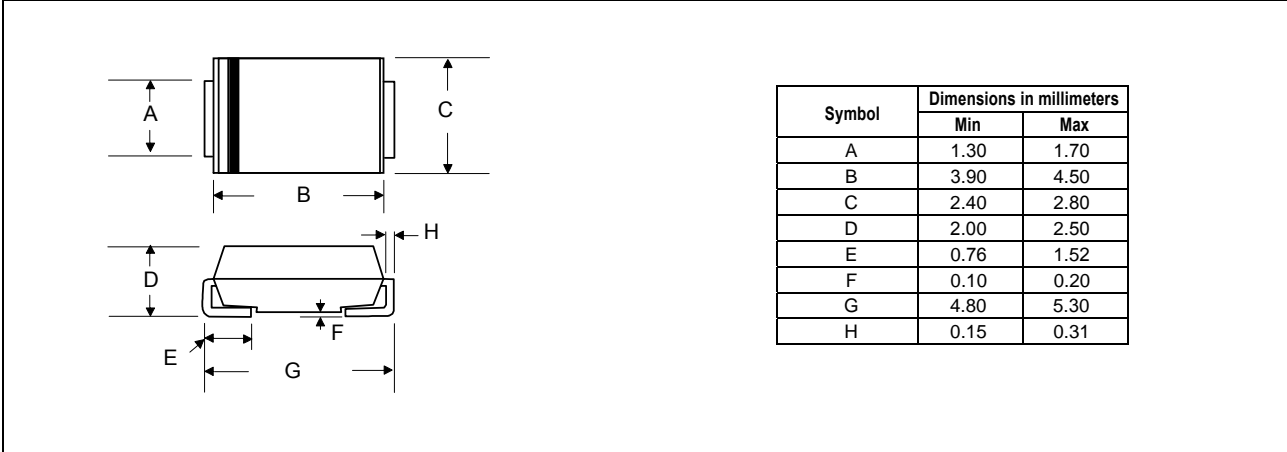 A
C
B
H
D
F
E
G
Symbol Dimensions in millimeters
Min Max
A 1.30 1.70
B 3.90 4.50
C 2.40 2.80
D 2.00 2.50
E 0.76 1.52
F 0.10 0.20
G 4.80 5.30
H 0.15 0.31